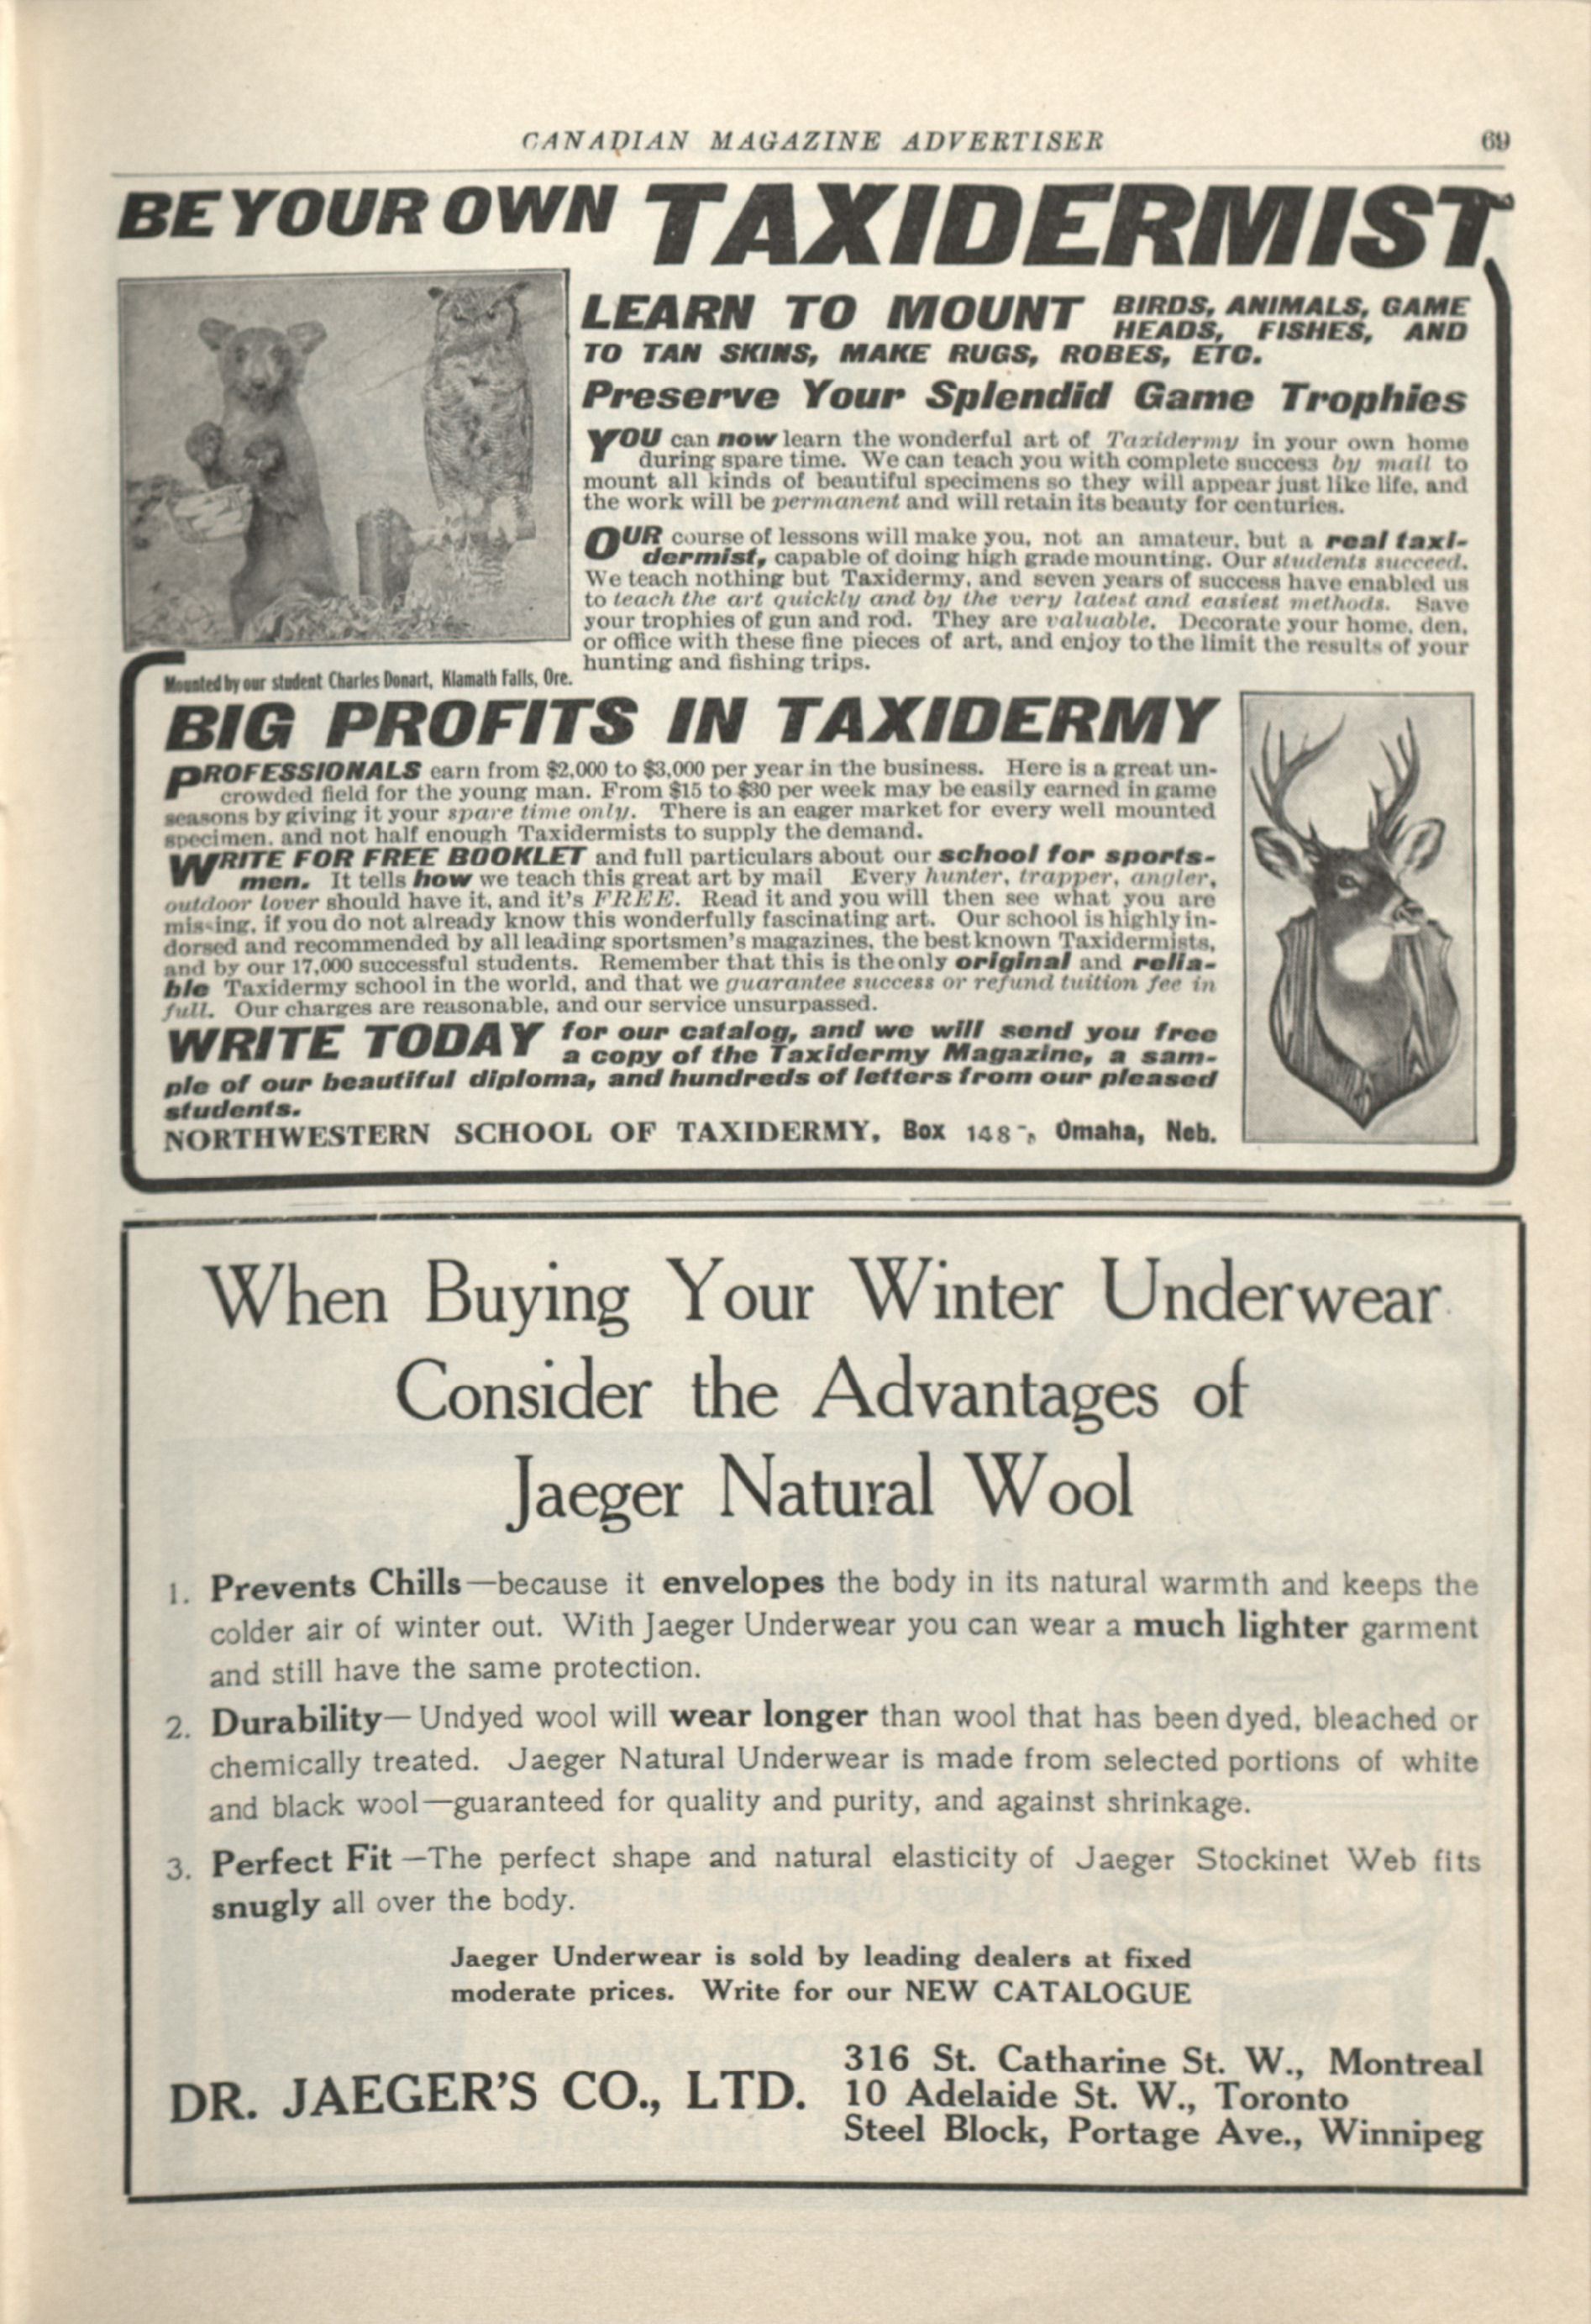 CANADIAN MAGAZINE ADVERTISER 69
BE YOUR OWN TAXIDERMIST
LEARN TO MOUNT BIRDS, ANIMALS, GAME
HEADS, FISHES, AND
TO TAN SKINS, MAKE RUGS, ROBES, ETC.
Preserve Your Splendid Game Trophies
YOU can now learn the wonderful art of Taxidermy in your own home
during spare time. We can teach you with complete success by mail to
mount all kinds of beautiful specimens so they will appear just like life, and
the work will be permanent and will retain its beauty for centuries.
OUR course of lessons will make you, not an amateur, but a real taxi-
dermist, capable of doing high grade mounting. Our students succeed.
We teach nothing but Taxidermy, and seven years of success have enabled us
to teach the art quickly and by the very latest and easiest methods. Save
your trophies of gun and rod. They are valuable. Decorate your home, den,
or office with these fine pieces of art, and enjoy to the limit the results of your
hunting and fishing trips.
Mounted by our student Charles Donart, Klamath Falls, Ore.
BIG PROFITS IN TAXIDERMY
PROFESSIONALS earn from $2,000 to $3,000 per year in the business. Here is a great un-
crowded field for the young man. From $15 to $30 per week may be easily earned in game
seasons by giving it your spare time only. There is an eager market for every well mounted
specimen, and not half enough Taxidermists to supply the demand.
WRITE FOR FREE BOOKLET and full particulars about our school for sports-
men. It tells how we teach this great art by mail Every hunter, trapper, angler,
outdoor lover should have it, and it's FREE. Read it and you will then see what you are
missing, if you do not already know this wonderfully fascinating art. Our school is highly in-
dorsed and recommended by all leading sportsmen's magazines, the best known Taxidermists,
and by our 17,000 successful students. Remember that this is the only original and relia-
ble Taxidermy school in the world, and that we guarantee success or refund tuition fee in
full. Our charges are reasonable, and our service unsurpassed.
WRITE TODAY for our catalog, and we will send you free
a copy of the Taxidermy Magazine, a sam-
ple of our beautiful diploma, and hundreds of letters from our pleased
students.
NORTHWESTERN SCHOOL OF TAXIDERMY, Box 148 Omaha, Neb.
When Buying Your Winter Underwear
Consider the Advantages of
Jaeger Natural Wool
1. Prevents Chills—because it envelopes the body in its natural warmth and keeps the
colder air of winter out. With Jaeger Underwear you can wear a much lighter garment
and still have the same protection.
2. Durability—Undyed wool will wear longer than wool that has been dyed, bleached or
chemically treated. Jaeger Natural Underwear is made from selected portions of white
and black wool—guaranteed for quality and purity, and against shrinkage.
3. Perfect Fit—The perfect shape and natural elasticity of Jaeger Stockinet Web fits
snugly all over the body.
Jaeger Underwear is sold by leading dealers at fixed
moderate prices. Write for our NEW CATALOGUE
DR. JAEGER'S CO., LTD.
316 St. Catharine St. W., Montreal
10 Adelaide St. W., Toronto
Steel Block, Portage Ave., Winnipeg